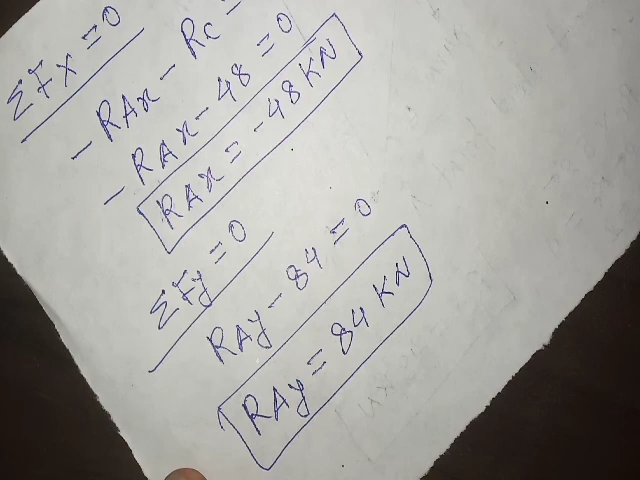 ΣFx = 0
- RAx - Rc =
- RAx - 48 = 0
RAx = -48 KN
ΣFy = 0
RAy - 84 = 0
RAy = 84 KN